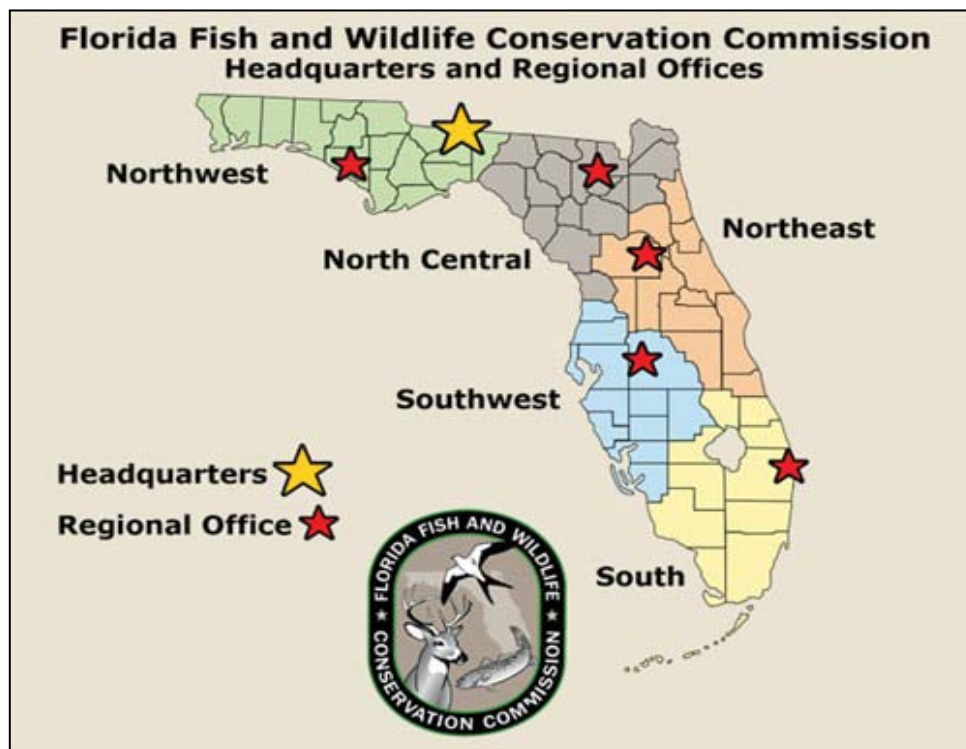 Florida Fish and Wildlife Conservation Commission
Headquarters and Regional Offices
Northwest
Northeast
North Central
Southwest
Headquarters
Regional Office
South
FLORIDA FISH AND WILDLIFE
CONSERVATION COMMISSION